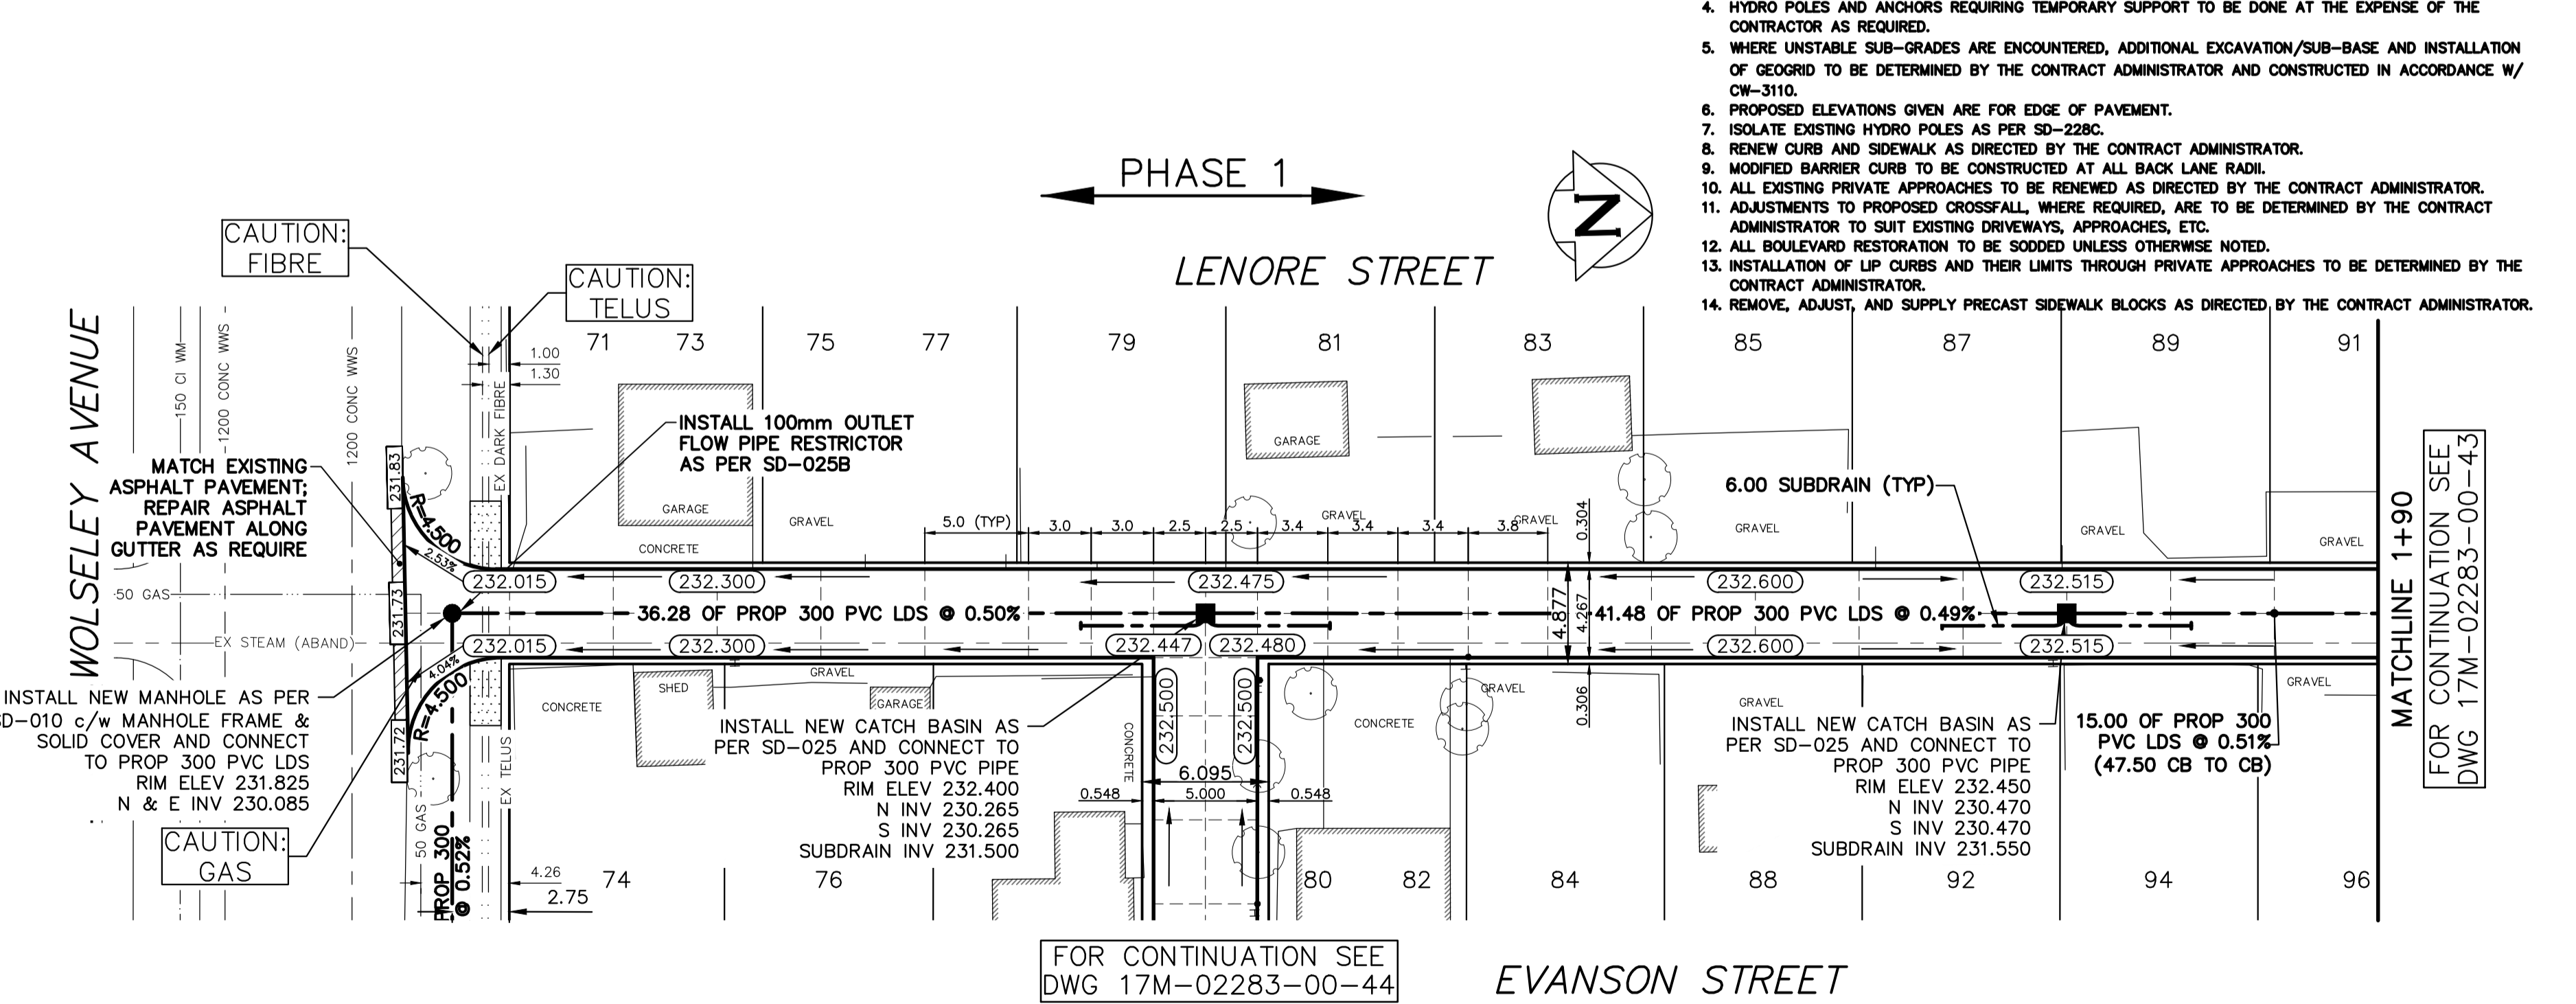 4. HYDRO POLES AND ANCHORS REQUIRING TEMPORARY SUPPORT TO BE DONE AT THE EXPENSE OF THE
CONTRACTOR AS REQUIRED.
5. WHERE UNSTABLE SUB-GRADES ARE ENCOUNTERED, ADDITIONAL EXCAVATION/SUB-BASE AND INSTALLATION
OF GEOGRID TO BE DETERMINED BY THE CONTRACT ADMINISTRATOR AND CONSTRUCTED IN ACCORDANCE W/
CW-3110.
6. PROPOSED ELEVATIONS GIVEN ARE FOR EDGE OF PAVEMENT.
7. ISOLATE EXISTING HYDRO POLES AS PER SD-228C.
8. RENEW CURB AND SIDEWALK AS DIRECTED BY THE CONTRACT ADMINISTRATOR.
9. MODIFIED BARRIER CURB TO BE CONSTRUCTED AT ALL BACK LANE RADII.
10. ALL EXISTING PRIVATE APPROACHES TO BE RENEWED AS DIRECTED BY THE CONTRACT ADMINISTRATOR.
11. ADJUSTMENTS TO PROPOSED CROSSFALL, WHERE REQUIRED, ARE TO BE DETERMINED BY THE CONTRACT
ADMINISTRATOR TO SUIT EXISTING DRIVEWAYS, APPROACHES, ETC.
12. ALL BOULEVARD RESTORATION TO BE SODDED UNLESS OTHERWISE NOTED.
13. INSTALLATION OF LIP CURBS AND THEIR LIMITS THROUGH PRIVATE APPROACHES TO BE DETERMINED BY THE
CONTRACT ADMINISTRATOR.
14. REMOVE, ADJUST, AND SUPPLY PRECAST SIDEWALK BLOCKS AS DIRECTED BY THE CONTRACT ADMINISTRATOR.
PHASE 1
N
LENORE STREET
CAUTION:
FIBRE
CAUTION:
TELUS
WOLSELEY AVENUE
150 CI WM
1200 CONC WWS
1200 CONC WWS
EX DARK FIBRE
1.00
1.30
71 73 75 77 79 81 83 85 87 89 91
INSTALL 100mm OUTLET
FLOW PIPE RESTRICTOR
AS PER SD-025B
MATCH EXISTING
ASPHALT PAVEMENT;
REPAIR ASPHALT
PAVEMENT ALONG
GUTTER AS REQUIRE
231.83
R=4.500
2.53%
GARAGE
CONCRETE
GRAVEL
GARAGE
GRAVEL
GRAVEL
GRAVEL
GRAVEL
GRAVEL
5.0 (TYP) 3.0 3.0 2.5 2.5 3.4 3.4 3.4 3.8
0.304
6.00 SUBDRAIN (TYP)
232.015 232.300 232.475 232.600 232.515
50 GAS
231.73
36.28 OF PROP 300 PVC LDS @ 0.50%
4.877
4.267
41.48 OF PROP 300 PVC LDS @ 0.49%
EX STEAM (ABAND)
232.015 232.300 232.447 232.480 232.600 232.515
MATCHLINE 1+90
FOR CONTINUATION SEE
DWG 17M-02283-00-43
4.04%
R=4.500
231.72
INSTALL NEW MANHOLE AS PER
SD-010 c/w MANHOLE FRAME &
SOLID COVER AND CONNECT
TO PROP 300 PVC LDS
RIM ELEV 231.825
N & E INV 230.085
CAUTION:
GAS
50 GAS
PROP 300
@ 0.52%
EX TELUS
4.26
2.75
CONCRETE
SHED
GRAVEL
GARAGE
INSTALL NEW CATCH BASIN AS
PER SD-025 AND CONNECT TO
PROP 300 PVC PIPE
RIM ELEV 232.400
N INV 230.265
S INV 230.265
SUBDRAIN INV 231.500
CONCRETE
232.500
232.500
6.095
0.548 5.000 0.548
CONCRETE
GRAVEL
0.306
GRAVEL
INSTALL NEW CATCH BASIN AS
PER SD-025 AND CONNECT TO
PROP 300 PVC PIPE
RIM ELEV 232.450
N INV 230.470
S INV 230.470
SUBDRAIN INV 231.550
GRAVEL
15.00 OF PROP 300
PVC LDS @ 0.51%
(47.50 CB TO CB)
74 76 80 82 84 88 92 94 96
FOR CONTINUATION SEE
DWG 17M-02283-00-44
EVANSON STREET